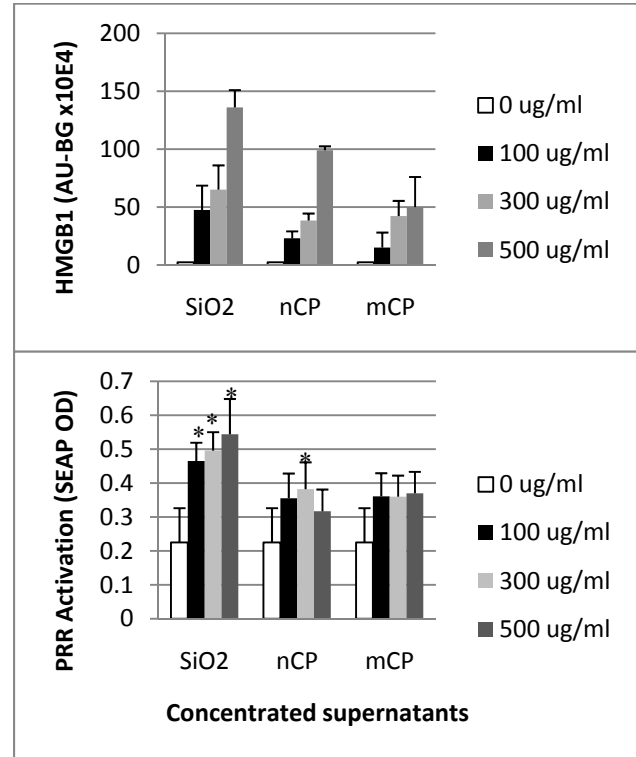 HMGB1 (AU-BG x10E4)
200
150
100
50
0
SiO2 nCP mCP
0 ug/ml
100 ug/ml
300 ug/ml
500 ug/ml
PRR Activation (SEAP OD)
0.7
0.6
0.5
0.4
0.3
0.2
0.1
0
* * *
*
SiO2 nCP mCP
0 ug/ml
100 ug/ml
300 ug/ml
500 ug/ml
Concentrated supernatants